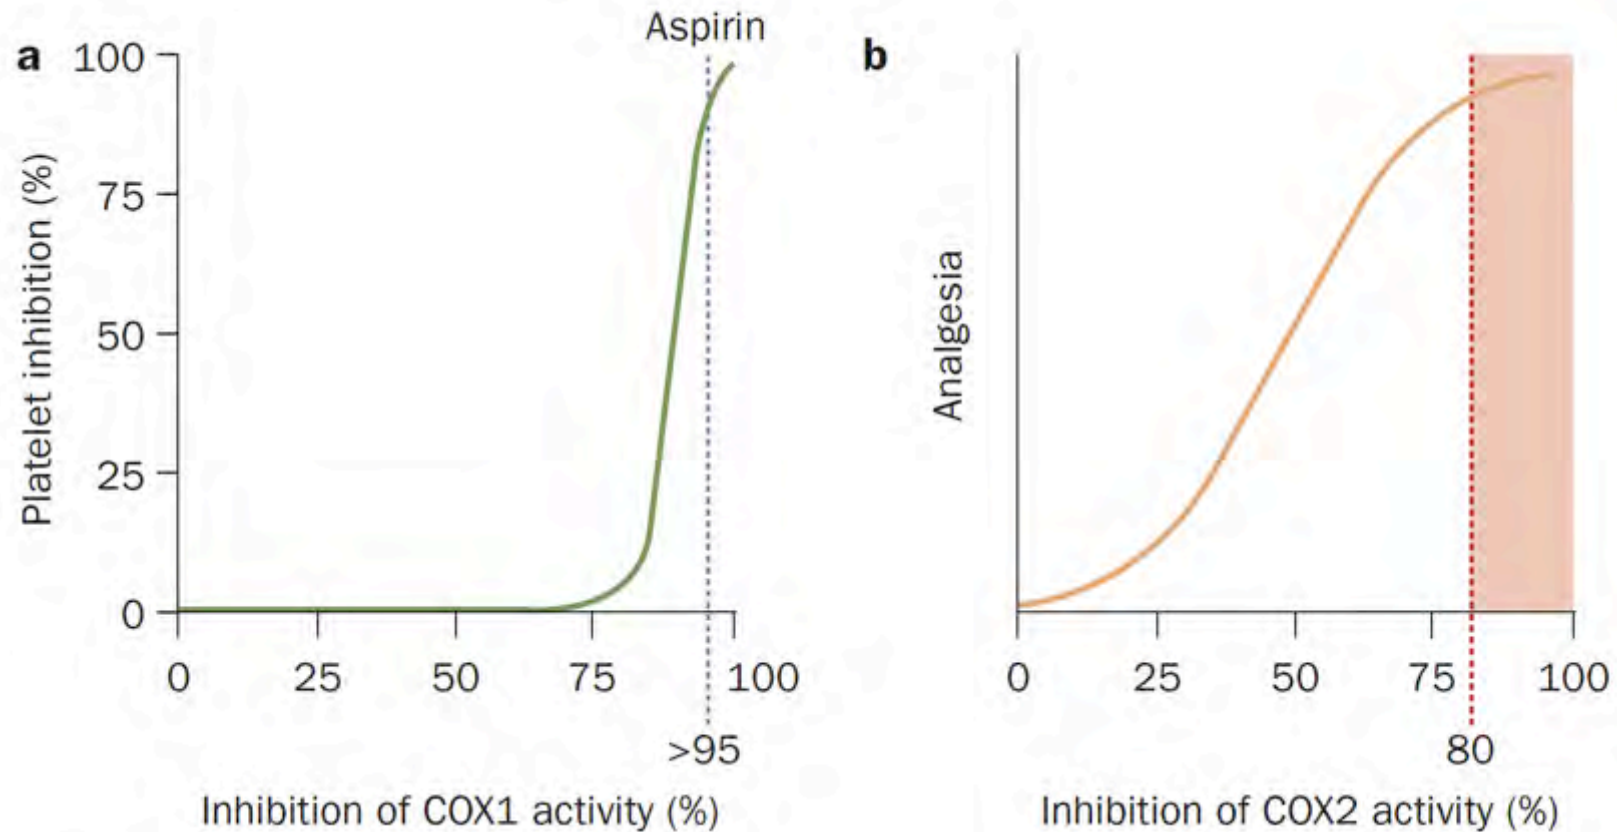 a
Aspirin
Platelet inhibition (%)
100
75
50
25
0
0 25 50 75 100
>95
Inhibition of COX1 activity (%)
b
Analgesia
0 25 50 75 100
80
Inhibition of COX2 activity (%)